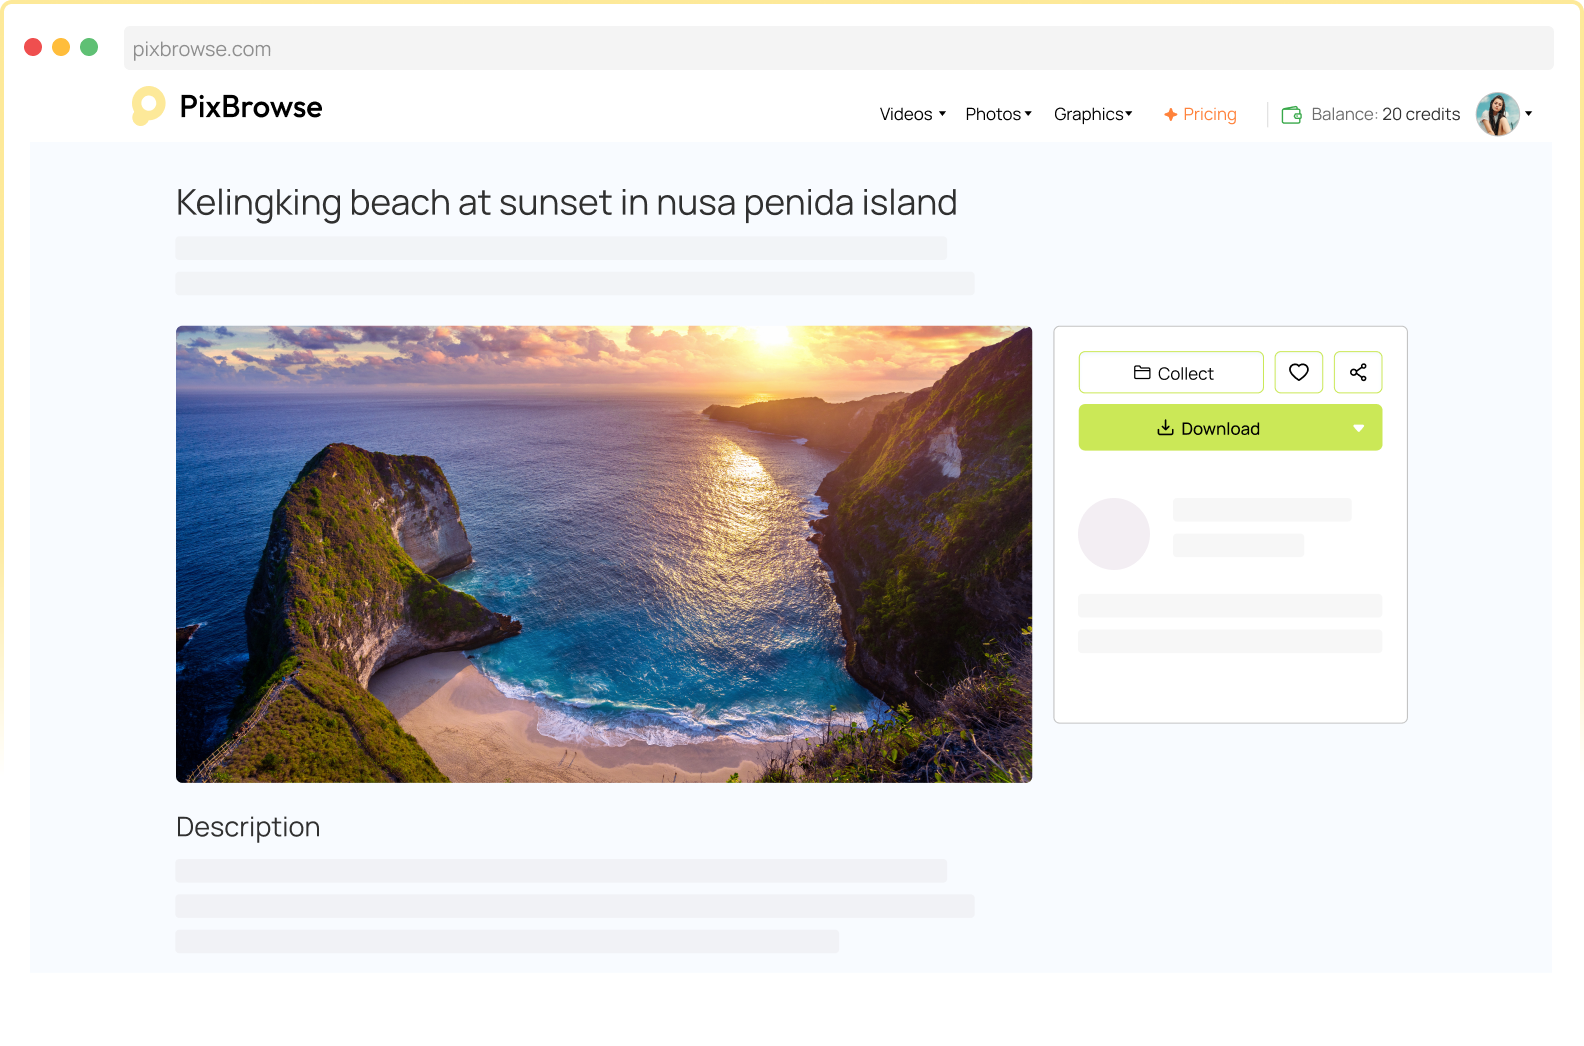 pixbrowse.com
PixBrowse
Videos Photos Graphics Pricing Balance: 20 credits
Kelingking beach at sunset in nusa penida island
Collect
Download
Description